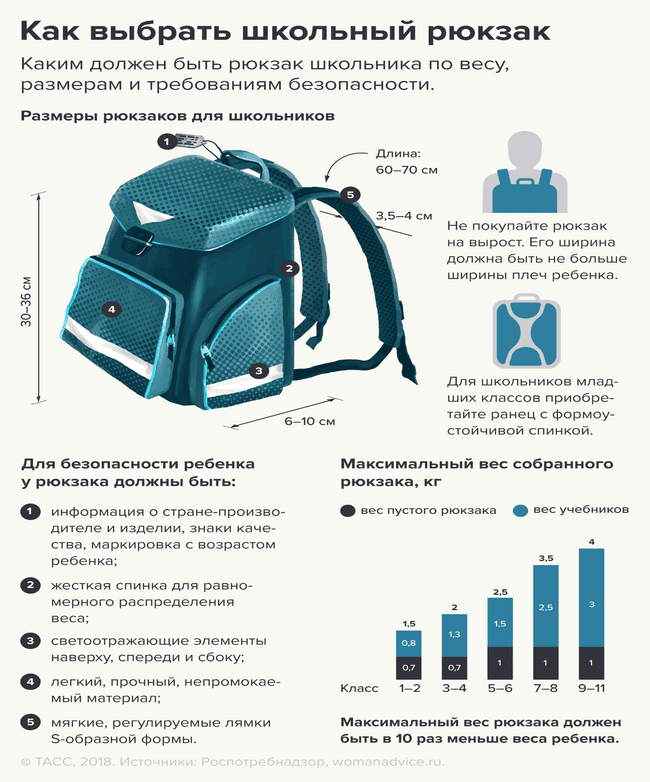 Как выбрать школьный рюкзак
Каким должен быть рюкзак школьника по весу,
размерам и требованиям безопасности.
Размеры рюкзаков для школьников
1
Длина:
60–70 см
5
3,5–4 см
2
30–36 см
4
3
6–10 см
Не покупайте рюкзак
на вырост. Его ширина
должна быть не больше
ширины плеч ребенка.
Для школьников млад-
ших классов приобре-
тайте ранец с формоу-
стойчивой спинкой.
Для безопасности ребенка
у рюкзака должны быть:
1 информация о стране-произво-
дителе и изделии, знаки каче-
ства, маркировка с возрастом
ребенка;
2 жесткая спинка для равно-
мерного распределения
веса;
3 светоотражающие элементы
наверху, спереди и сбоку;
4 легкий, прочный, непромокае-
мый материал;
5 мягкие, регулируемые лямки
S-образной формы.
Максимальный вес собранного
рюкзака, кг
вес пустого рюкзака вес учебников
1,5 2 2,5 3,5 4
0,8 1,3 1,5 2,5 3
0,7 0,7 1 1 1
Класс 1–2 3–4 5–6 7–8 9–11
Максимальный вес рюкзака должен
быть в 10 раз меньше веса ребенка.
© ТАСС, 2018. Источники: Роспотребнадзор, womanadvice.ru.